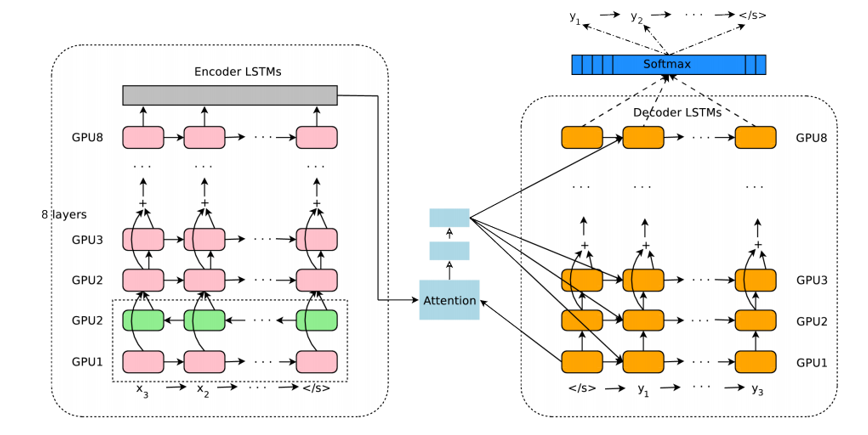 y1 y2 · · · </s>
Softmax
Encoder LSTMs
Decoder LSTMs
GPU8 · · ·
· · · GPU8
· · · · · · · · ·
· · · · · ·
+ + +
8 layers
+ + +
GPU3 · · ·
GPU2
· · · GPU3
Attention
GPU2 · · ·
· · · GPU2
GPU1 · · ·
· · · GPU1
x3 x2 · · · </s>
</s> y1 · · · y3